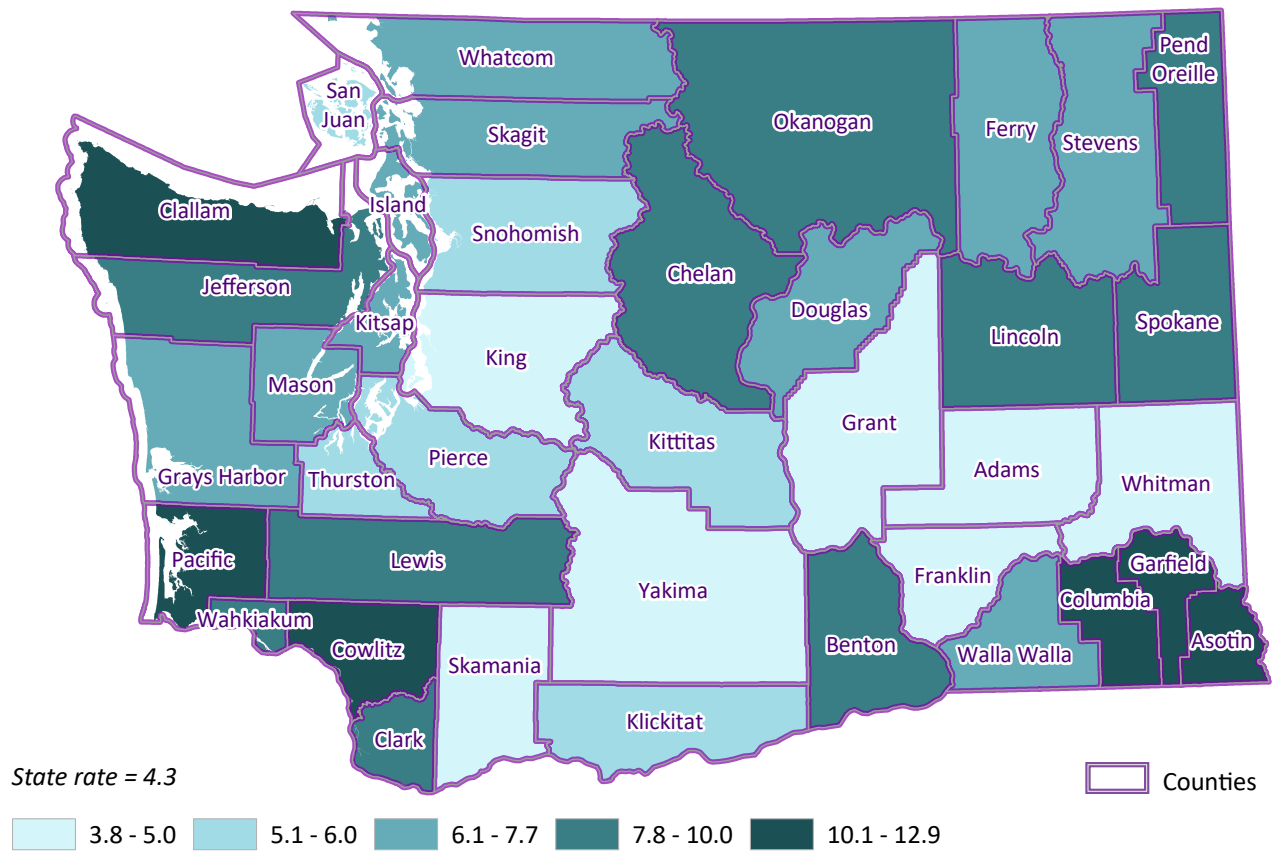 Whatcom
Pend
Oreille
San
Juan
Okanogan
Ferry
Skagit
Stevens
Island
Clallam
Snohomish
Chelan
Jefferson
Douglas
Kitsap
Spokane
Lincoln
King
Mason
Grant
Kittitas
Pierce
Adams
Grays Harbor
Thurston
Whitman
Pacific
Lewis
Garfield
Franklin
Yakima
Columbia
Wahkiakum
Asotin
Benton
Cowlitz
Walla Walla
Skamania
Klickitat
Clark
State rate = 4.3
Counties
3.8 - 5.0
5.1 - 6.0
6.1 - 7.7
7.8 - 10.0
10.1 - 12.9